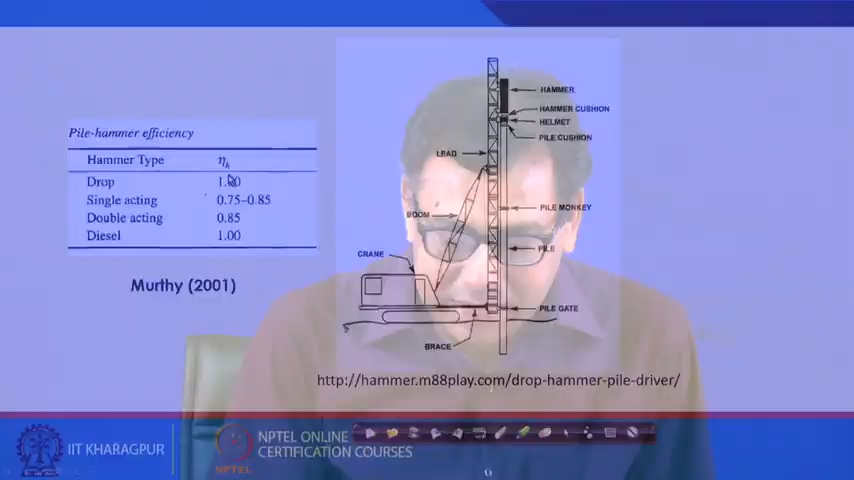 Pile-hammer efficiency
Hammer Type ηh
Drop 1.00
Single acting 0.75-0.85
Double acting 0.85
Diesel 1.00
Murthy (2001)
HAMMER
HAMMER CUSHION
HELMET
PILE CUSHION
LEAD
PILE MONKEY
BOOM
PILE
CRANE
PILE GATE
BRACE
http://hammer.m88play.com/drop-hammer-pile-driver/
IIT KHARAGPUR
NPTEL
NPTEL ONLINE
CERTIFICATION COURSES
6